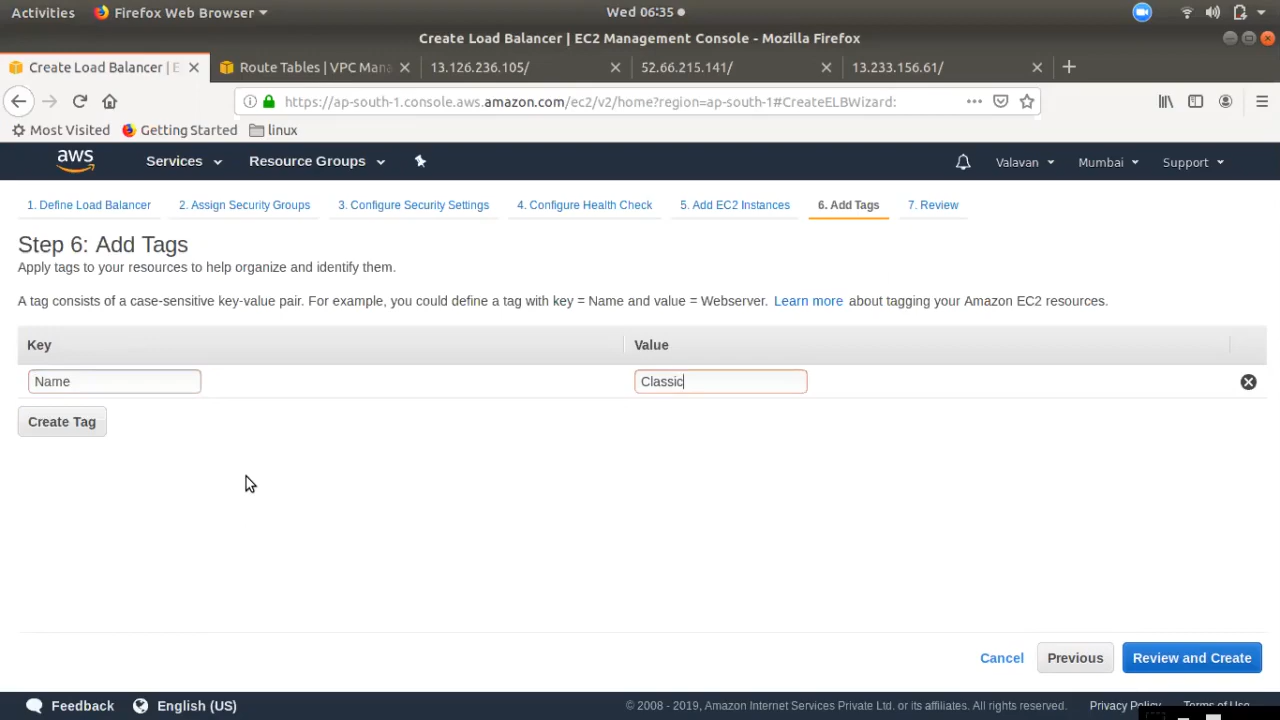 Activities Firefox Web Browser Wed 06:35
Create Load Balancer | EC2 Management Console - Mozilla Firefox
Create Load Balancer | E Route Tables | VPC Man 13.126.236.105/ 52.66.215.141/ 13.233.156.61/
https://ap-south-1.console.aws.amazon.com/ec2/v2/home?region=ap-south-1#CreateELBWizard:
Most Visited Getting Started linux
aws Services Resource Groups Valavan Mumbai Support
1. Define Load Balancer 2. Assign Security Groups 3. Configure Security Settings 4. Configure Health Check 5. Add EC2 Instances 6. Add Tags 7. Review
Step 6: Add Tags
Apply tags to your resources to help organize and identify them.
A tag consists of a case-sensitive key-value pair. For example, you could define a tag with key = Name and value = Webserver. Learn more about tagging your Amazon EC2 resources.
Key Value
Name Classic
Create Tag
Cancel Previous Review and Create
Feedback English (US) © 2008 - 2019, Amazon Internet Services Private Ltd. or its affiliates. All rights reserved. Privacy Policy Terms of Use